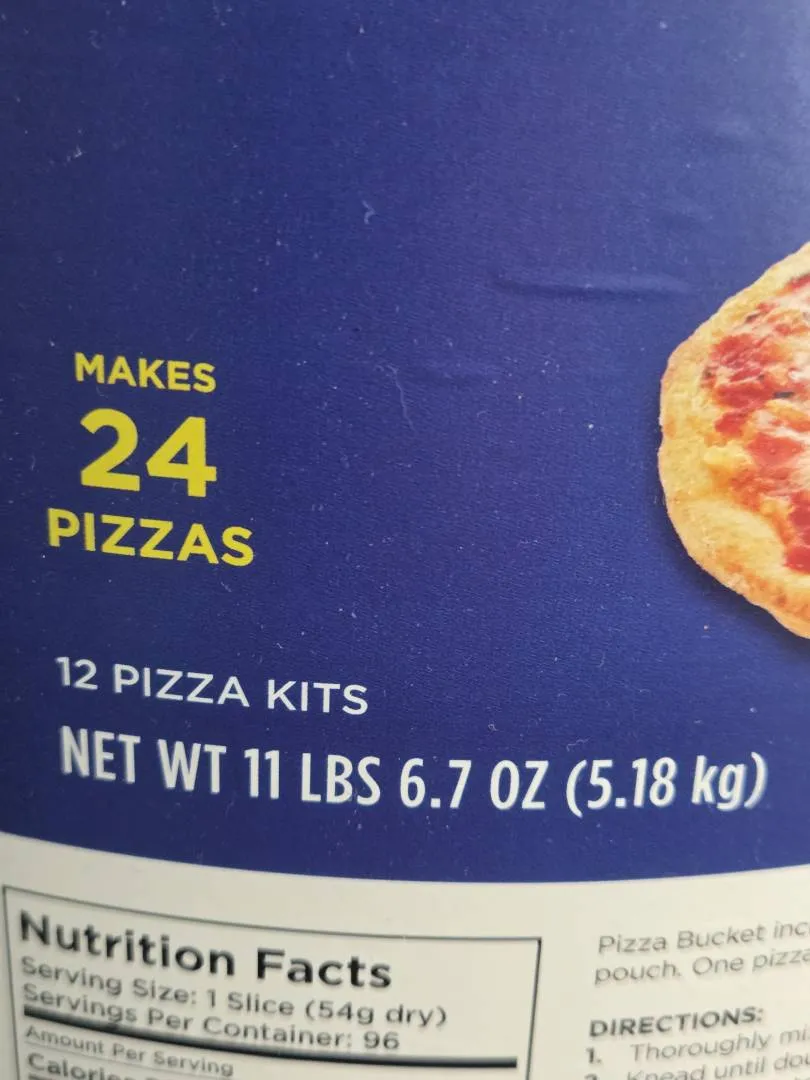 MAKES
24
PIZZAS
12 PIZZA KITS
NET WT 11 LBS 6.7 OZ (5.18 kg)
Nutrition Facts
Serving Size: 1 Slice (54g dry)
Servings Per Container: 96
Amount Per Serving
Pizza Bucket
pouch. One
DIRECTIONS:
1. Thoroughly
Knead until